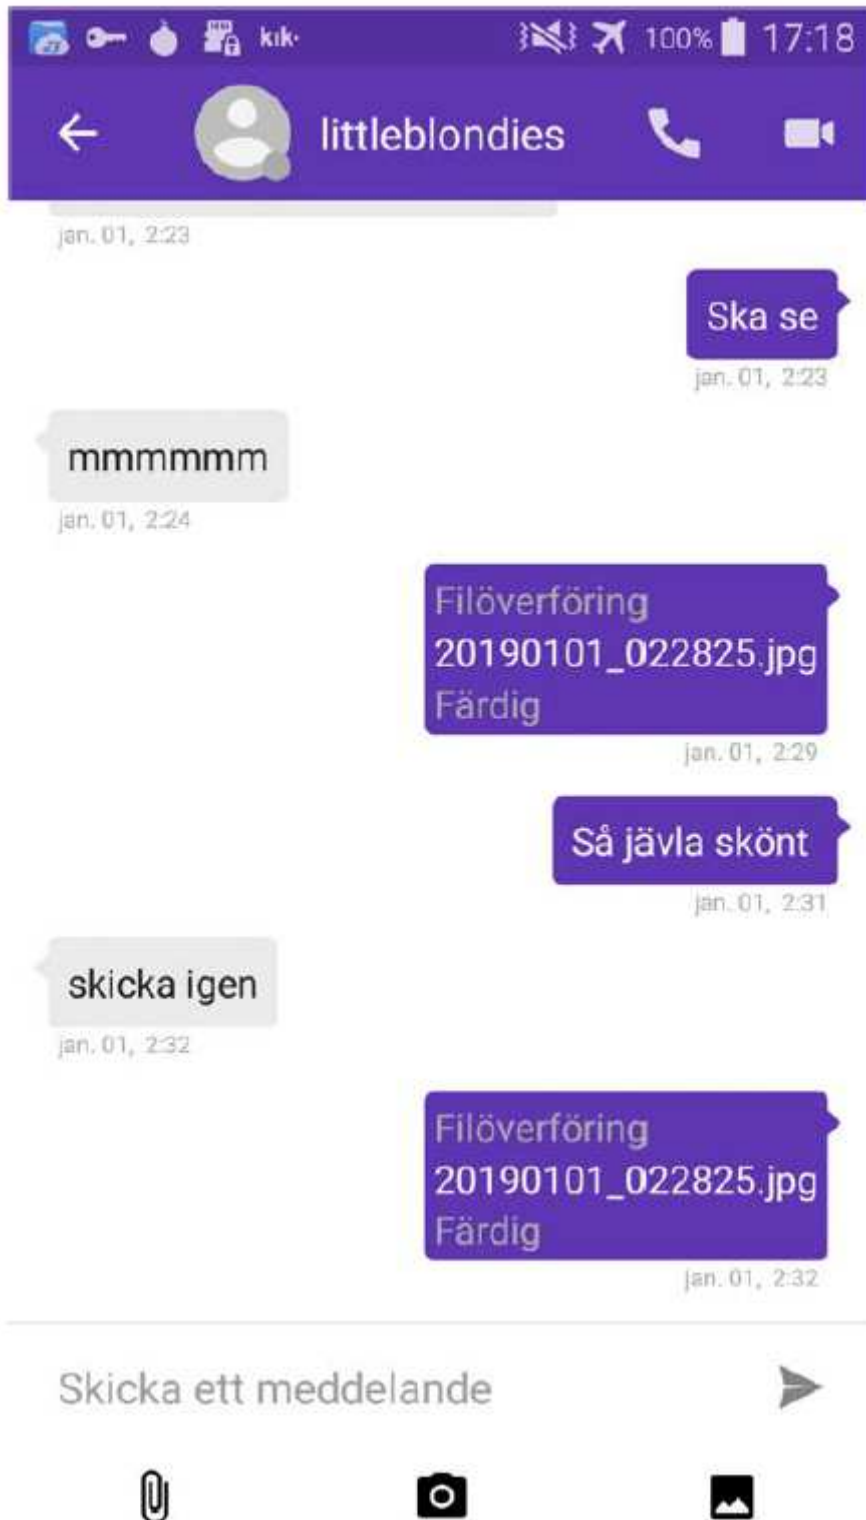 kik·
100%
17:18
littleblondies
jan. 01, 2:23
Ska se
jan. 01, 2:23
mmmmmm
jan. 01, 2:24
Filöverföring
20190101_022825.jpg
Färdig
jan. 01, 2:29
Så jävla skönt
jan. 01, 2:31
skicka igen
jan. 01, 2:32
Filöverföring
20190101_022825.jpg
Färdig
jan. 01, 2:32
Skicka ett meddelande